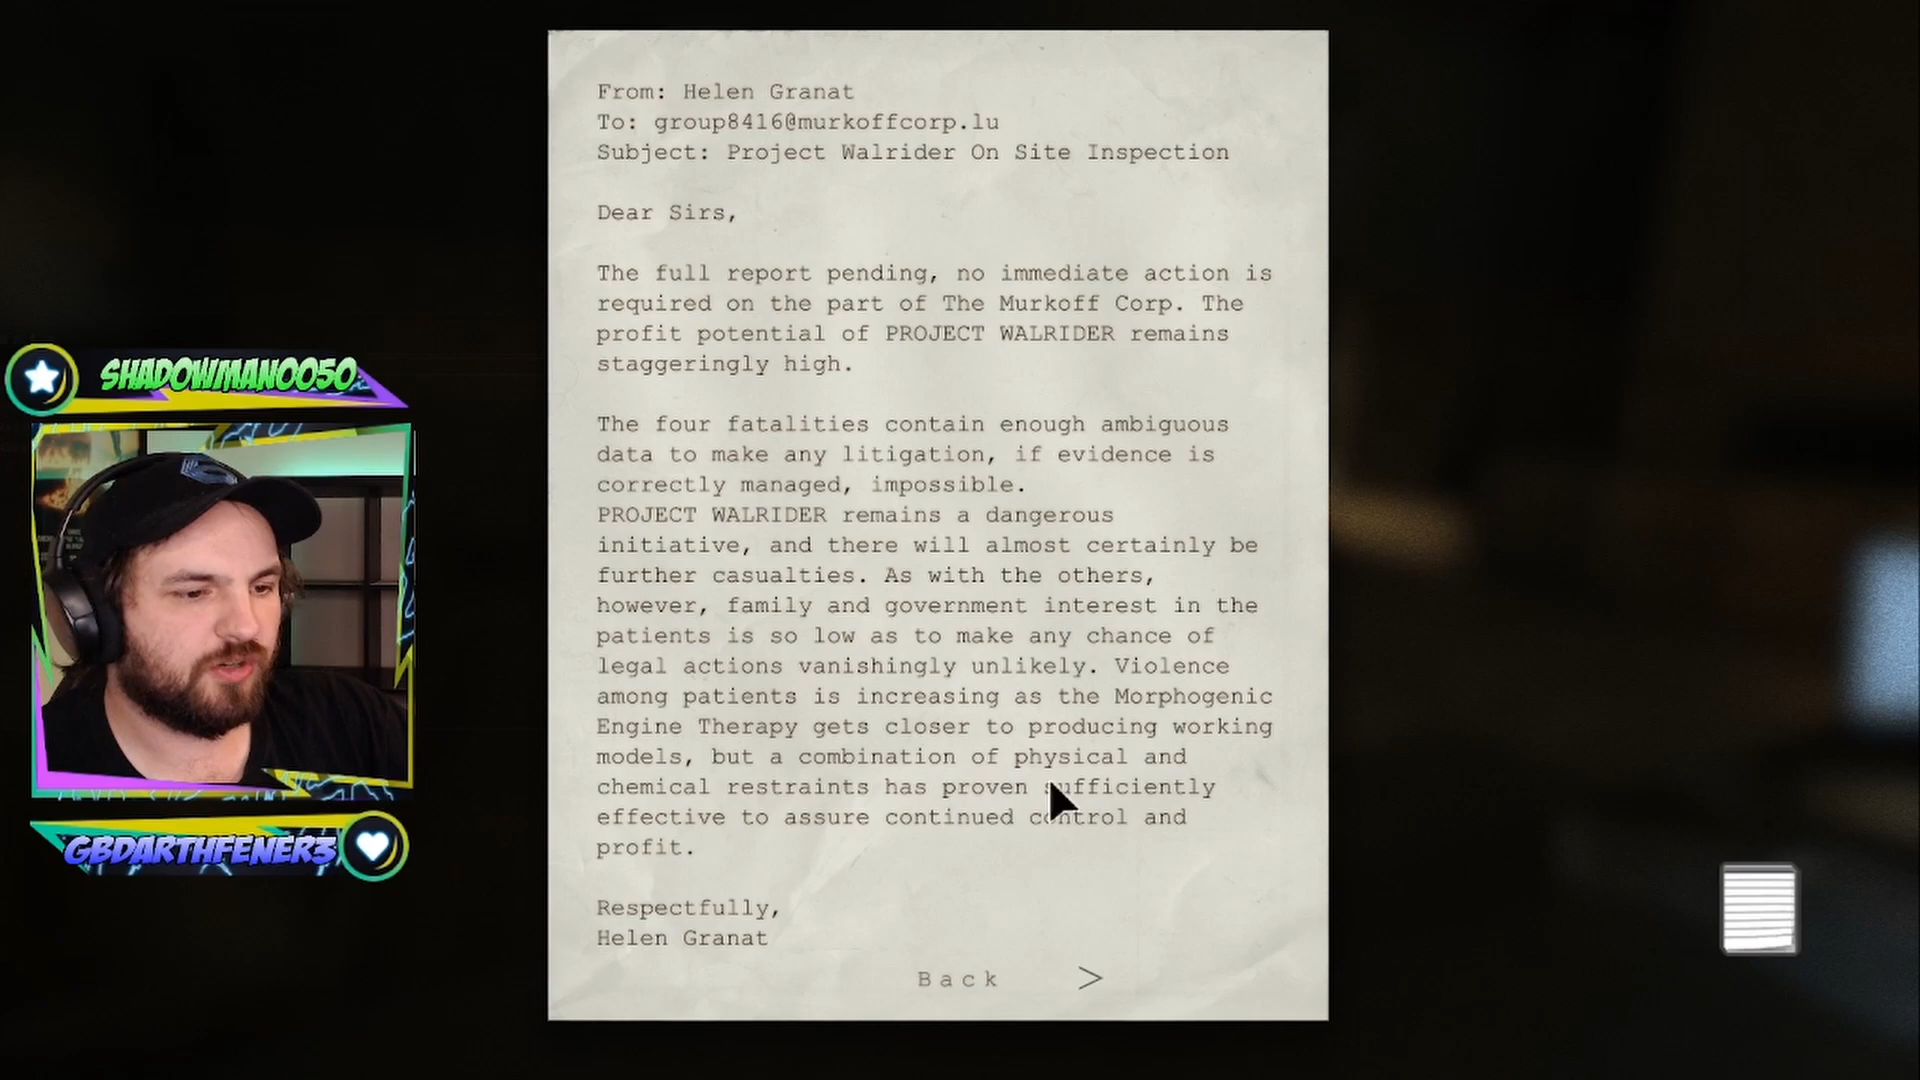 From: Helen Granat
To: group8416@murkoffcorp.lu
Subject: Project Walrider On Site Inspection
Dear Sirs,
The full report pending, no immediate action is
required on the part of The Murkoff Corp. The
profit potential of PROJECT WALRIDER remains
staggeringly high.
The four fatalities contain enough ambiguous
data to make any litigation, if evidence is
correctly managed, impossible.
PROJECT WALRIDER remains a dangerous
initiative, and there will almost certainly be
further casualties. As with the others,
however, family and government interest in the
patients is so low as to make any chance of
legal actions vanishingly unlikely. Violence
among patients is increasing as the Morphogenic
Engine Therapy gets closer to producing working
models, but a combination of physical and
chemical restraints has proven sufficiently
effective to assure continued control and
profit.
Respectfully,
Helen Granat
Back >
SHADOWMAN0050
GBDARTHFENER3